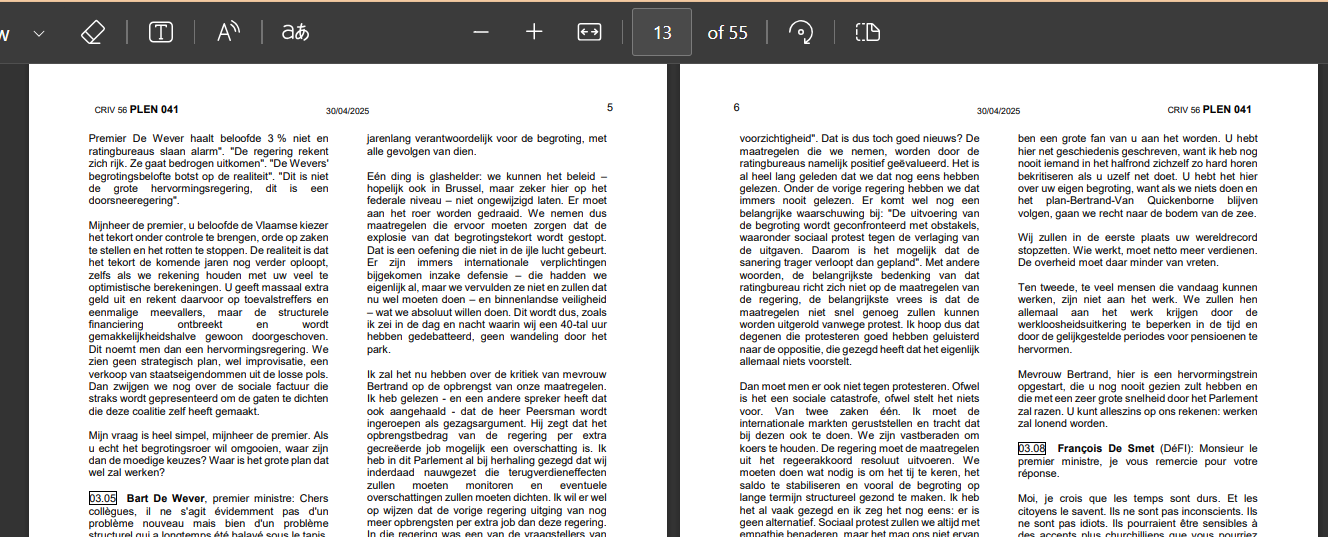 w
T
A
aあ
13
of 55
CRIV 56 PLEN 041
30/04/2025
5
Premier De Wever haalt beloofde 3 % niet en
ratingbureaus slaan alarm". "De regering rekent
zich rijk. Ze gaat bedrogen uitkomen". "De Wevers'
begrotingsbelofte botst op de realiteit". "Dit is niet
de grote hervormingsregering, dit is een
doorsneeregering".
Mijnheer de premier, u beloofde de Vlaamse kiezer
het tekort onder controle te brengen, orde op zaken
te stellen en het rotten te stoppen. De realiteit is dat
het tekort de komende jaren nog verder oploopt,
zelfs als we rekening houden met uw veel te
optimistische berekeningen. U geeft massaal extra
geld uit en rekent daarvoor op toevalstreffers en
eenmalige meevallers, maar de structurele
financiering ontbreekt en wordt
gemakkelijkheidshalve gewoon doorgeschoven.
Dit noemt men dan een hervormingsregering. We
zien geen strategisch plan, wel improvisatie, een
verkoop van staatseigendommen uit de losse pols.
Dan zwijgen we nog over de sociale factuur die
straks wordt gepresenteerd om de gaten te dichten
die deze coalitie zelf heeft gemaakt.
Mijn vraag is heel simpel, mijnheer de premier. Als
u echt het begrotingsroer wil omgooien, waar zijn
dan de moedige keuzes? Waar is het grote plan dat
wel zal werken?
03.05 Bart De Wever, premier ministre: Chers
collègues, il ne s'agit évidemment pas d'un
problème nouveau mais bien d'un problème
structurel qui a longtemps été balayé sous le tapis,
jarenlang verantwoordelijk voor de begroting, met
alle gevolgen van dien.
Eén ding is glashelder: we kunnen het beleid –
hopelijk ook in Brussel, maar zeker hier op het
federale niveau – niet ongewijzigd laten. Er moet
aan het roer worden gedraaid. We nemen dus
maatregelen die ervoor moeten zorgen dat de
explosie van dat begrotingstekort wordt gestopt.
Dat is een oefening die niet in de ijle lucht gebeurt.
Er zijn immers internationale verplichtingen
bijgekomen inzake defensie – die hadden we
eigenlijk al, maar we vervulden ze niet en zullen dat
nu wel moeten doen – en binnenlandse veiligheid
– wat we absoluut willen doen. Dit wordt dus, zoals
ik zei in de dag en nacht waarin wij een 40-tal uur
hebben gedebatteerd, geen wandeling door het
park.
Ik zal het nu hebben over de kritiek van mevrouw
Bertrand op de opbrengst van onze maatregelen.
Ik heb gelezen - en een andere spreker heeft dat
ook aangehaald - dat de heer Peersman wordt
ingeroepen als gezagsargument. Hij zegt dat het
opbrengstbedrag van de regering per extra
gecreëerde job mogelijk een overschatting is. Ik
heb in dit Parlement al bij herhaling gezegd dat wij
inderdaad nauwgezet die terugverdieneffecten
zullen moeten monitoren en eventuele
overschattingen zullen moeten dichten. Ik wil er wel
op wijzen dat de vorige regering uitging van nog
meer opbrengsten per extra job dan deze regering.
In die regering was een van de vraagstellers van
6
30/04/2025
CRIV 56 PLEN 041
voorzichtigheid". Dat is dus toch goed nieuws? De
maatregelen die we nemen, worden door de
ratingbureaus namelijk positief geëvalueerd. Het is
al heel lang geleden dat we dat nog eens hebben
gelezen. Onder de vorige regering hebben we dat
immers nooit gelezen. Er komt wel nog een
belangrijke waarschuwing bij: "De uitvoering van
de begroting wordt geconfronteerd met obstakels,
waaronder sociaal protest tegen de verlaging van
de uitgaven. Daarom is het mogelijk dat de
sanering trager verloopt dan gepland". Met andere
woorden, de belangrijkste bedenking van dat
ratingbureau richt zich niet op de maatregelen van
de regering, de belangrijkste vrees is dat de
maatregelen niet snel genoeg zullen kunnen
worden uitgerold vanwege protest. Ik hoop dus dat
degenen die protesteren goed hebben geluisterd
naar de oppositie, die gezegd heeft dat het eigenlijk
allemaal niets voorstelt.
Dan moet men er ook niet tegen protesteren. Ofwel
is het een sociale catastrofe, ofwel stelt het niets
voor. Van twee zaken één. Ik moet de
internationale markten geruststellen en tracht dat
bij dezen ook te doen. We zijn vastberaden om
koers te houden. De regering moet de maatregelen
uit het regeerakkoord resoluut uitvoeren. We
moeten doen wat nodig is om het tij te keren, het
saldo te stabiliseren en vooral de begroting op
lange termijn structureel gezond te maken. Ik heb
het al vaak gezegd en ik zeg het nog eens: er is
geen alternatief. Sociaal protest zullen we altijd met
empathie benaderen, maar het mag ons niet ervan
ben een grote fan van u aan het worden. U hebt
hier net geschiedenis geschreven, want ik heb nog
nooit iemand in het halfrond zichzelf zo hard horen
bekritiseren als u uzelf net doet. U hebt het hier
over uw eigen begroting, want als we niets doen en
het plan-Bertrand-Van Quickenborne blijven
volgen, gaan we recht naar de bodem van de zee.
Wij zullen in de eerste plaats uw wereldrecord
stopzetten. Wie werkt, moet netto meer verdienen.
De overheid moet daar minder van vreten.
Ten tweede, te veel mensen die vandaag kunnen
werken, zijn niet aan het werk. We zullen hen
allemaal aan het werk krijgen door de
werkloosheidsuitkering te beperken in de tijd en
door de gelijkgestelde periodes voor pensioenen te
hervormen.
Mevrouw Bertrand, hier is een hervormingstrein
opgestart, die u nog nooit gezien zult hebben en
die met een zeer grote snelheid door het Parlement
zal razen. U kunt alleszins op ons rekenen: werken
zal lonend worden.
03.08 François De Smet (DéFI): Monsieur le
premier ministre, je vous remercie pour votre
réponse.
Moi, je crois que les temps sont durs. Et les
citoyens le savent. Ils ne sont pas inconscients. Ils
ne sont pas idiots. Ils pourraient être sensibles à
des accents plus churchilliens que vous pourriez